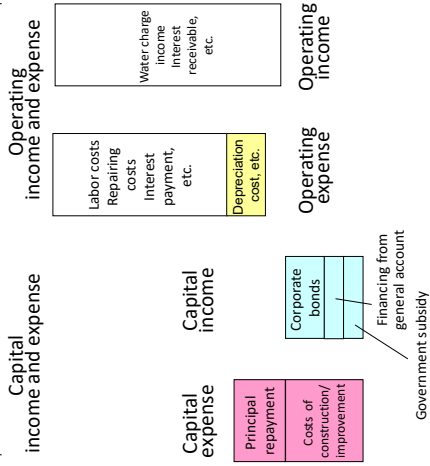 Operating
income and expense
Water charge
income
Interest
receivable,
etc.
Operating
income
Labor costs
Repairing
costs
Interest
payment,
etc.
Depreciation
cost, etc.
Operating
expense
Capital
income and expense
Capital
income
Corporate
bonds
Financing from
general account
Government subsidy
Capital
expense
Principal
repayment
Costs of
construction/
improvement